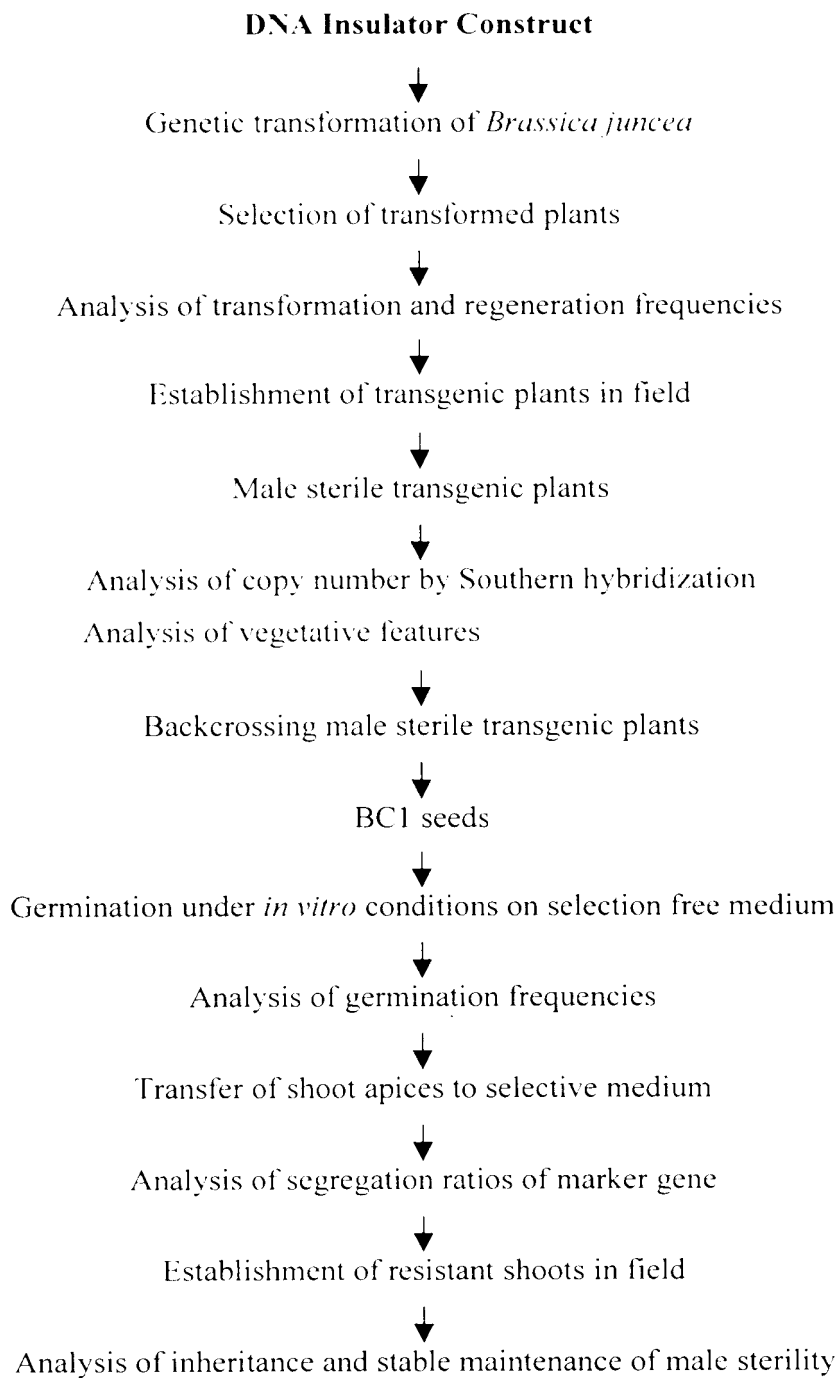 DNA Insulator Construct
Genetic transformation of Brassica juncea
Selection of transformed plants
Analysis of transformation and regeneration frequencies
Establishment of transgenic plants in field
Male sterile transgenic plants
Analysis of copy number by Southern hybridization
Analysis of vegetative features
Backcrossing male sterile transgenic plants
BC1 seeds
Germination under in vitro conditions on selection free medium
Analysis of germination frequencies
Transfer of shoot apices to selective medium
Analysis of segregation ratios of marker gene
Establishment of resistant shoots in field
Analysis of inheritance and stable maintenance of male sterility